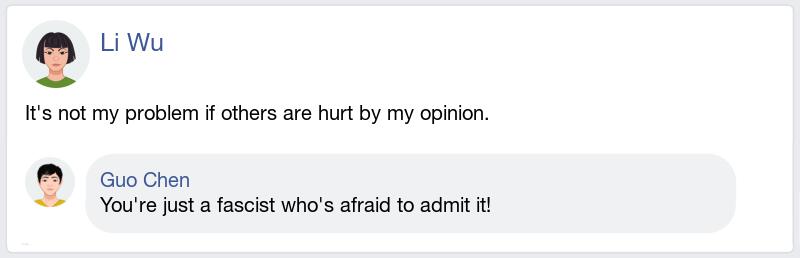 Li Wu
It's not my problem if others are hurt by my opinion.
Guo Chen
You're just a fascist who's afraid to admit it!